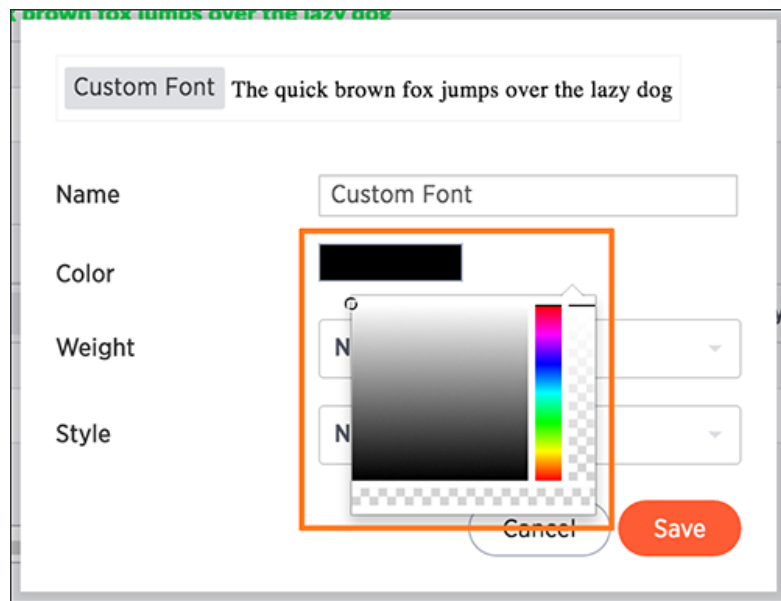 brown fox jumps over the lazy dog
Custom Font The quick brown fox jumps over the lazy dog
Name Custom Font
Color
Weight N
Style N
Cancel Save